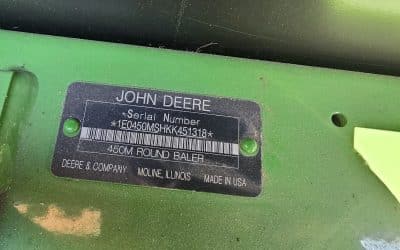 JOHN DEERE
*Serial Number*
*1E0450MSHKK451318*
450M ROUND BALER
DEERE & COMPANY MOLINE, ILLINOIS MADE IN USA